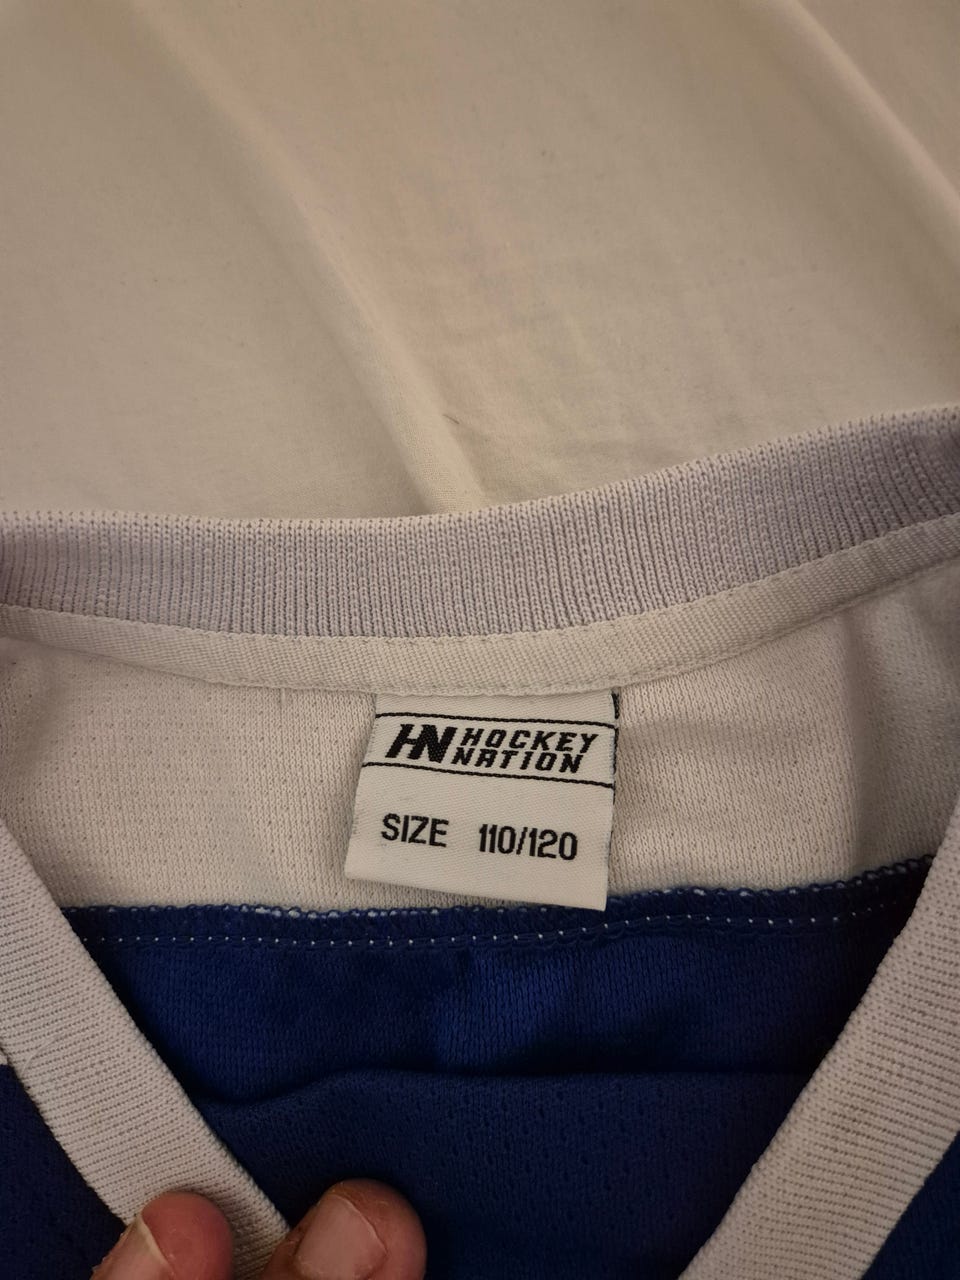 HN HOCKEY
NATION
SIZE 110/120